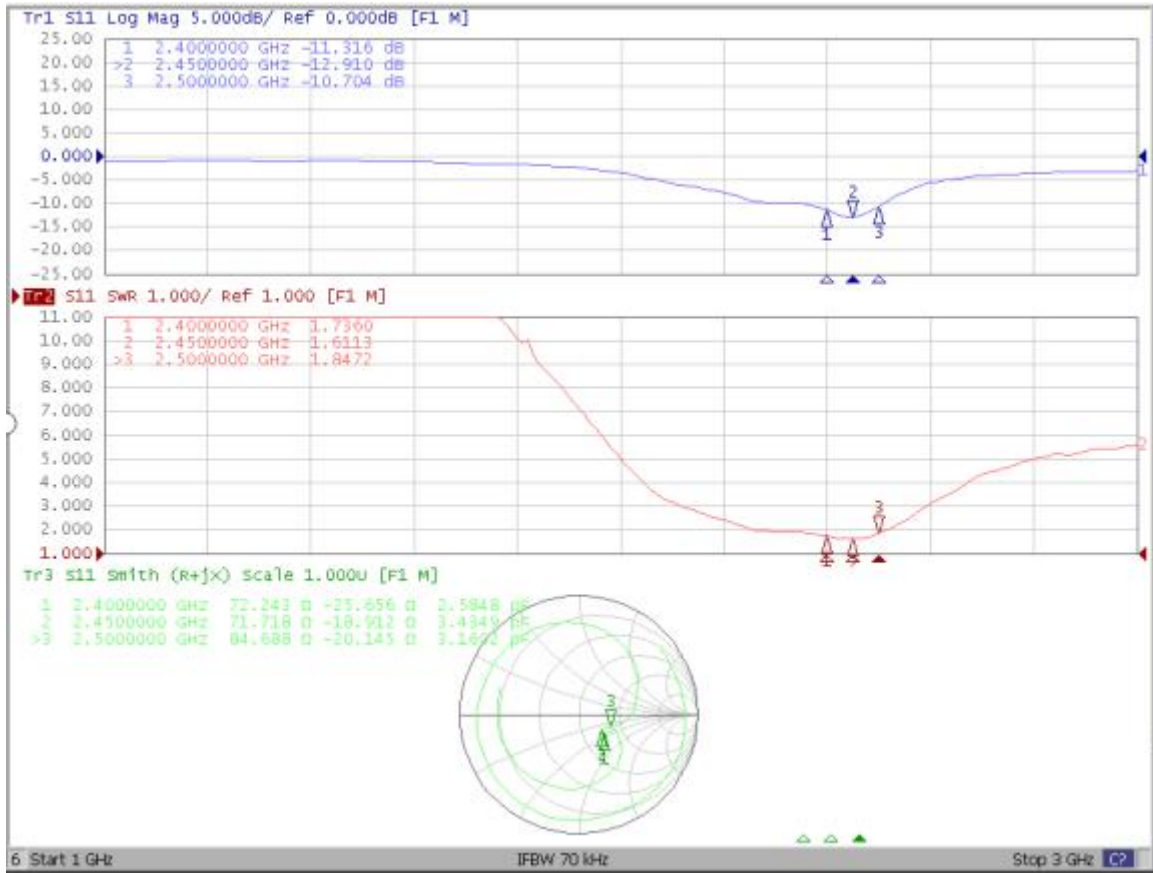 Tr1 S11 Log Mag 5.000dB/ Ref 0.000dB [F1 M]
25.00
1 2.4000000 GHz -11.316 dB
20.00
>2 2.4500000 GHz -12.910 dB
15.00
3 2.5000000 GHz -10.704 dB
10.00
5.000
0.000
-5.000
-10.00
-15.00
-20.00
-25.00
1
2
3
1
Tr2 S11 SWR 1.000/ Ref 1.000 [F1 M]
11.00
1 2.4000000 GHz 1.7360
10.00
2 2.4500000 GHz 1.6113
9.000
>3 2.5000000 GHz 1.8472
8.000
7.000
6.000
5.000
4.000
3.000
2.000
1.000
3
2
Tr3 S11 Smith (R+jX) Scale 1.000U [F1 M]
1 2.4000000 GHz 72.243 Ω -25.656 Ω 2.5848 pF
2 2.4500000 GHz 71.718 Ω -18.912 Ω 3.4349 pF
>3 2.5000000 GHz 84.688 Ω -20.145 Ω
6 Start 1 GHz
IFBW 70 kHz
Stop 3 GHz C?